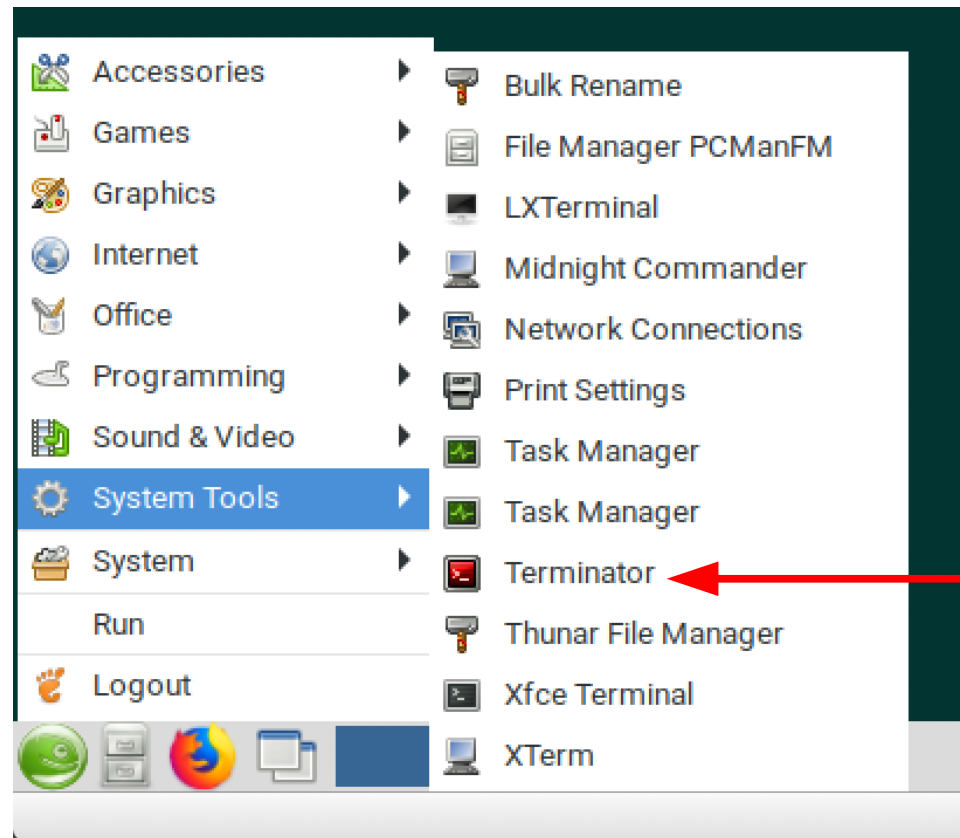 Accessories
Games
Graphics
Internet
Office
Programming
Sound & Video
System Tools
System
Run
Logout
Bulk Rename
File Manager PCManFM
LXTerminal
Midnight Commander
Network Connections
Print Settings
Task Manager
Task Manager
Terminator
Thunar File Manager
Xfce Terminal
XTerm